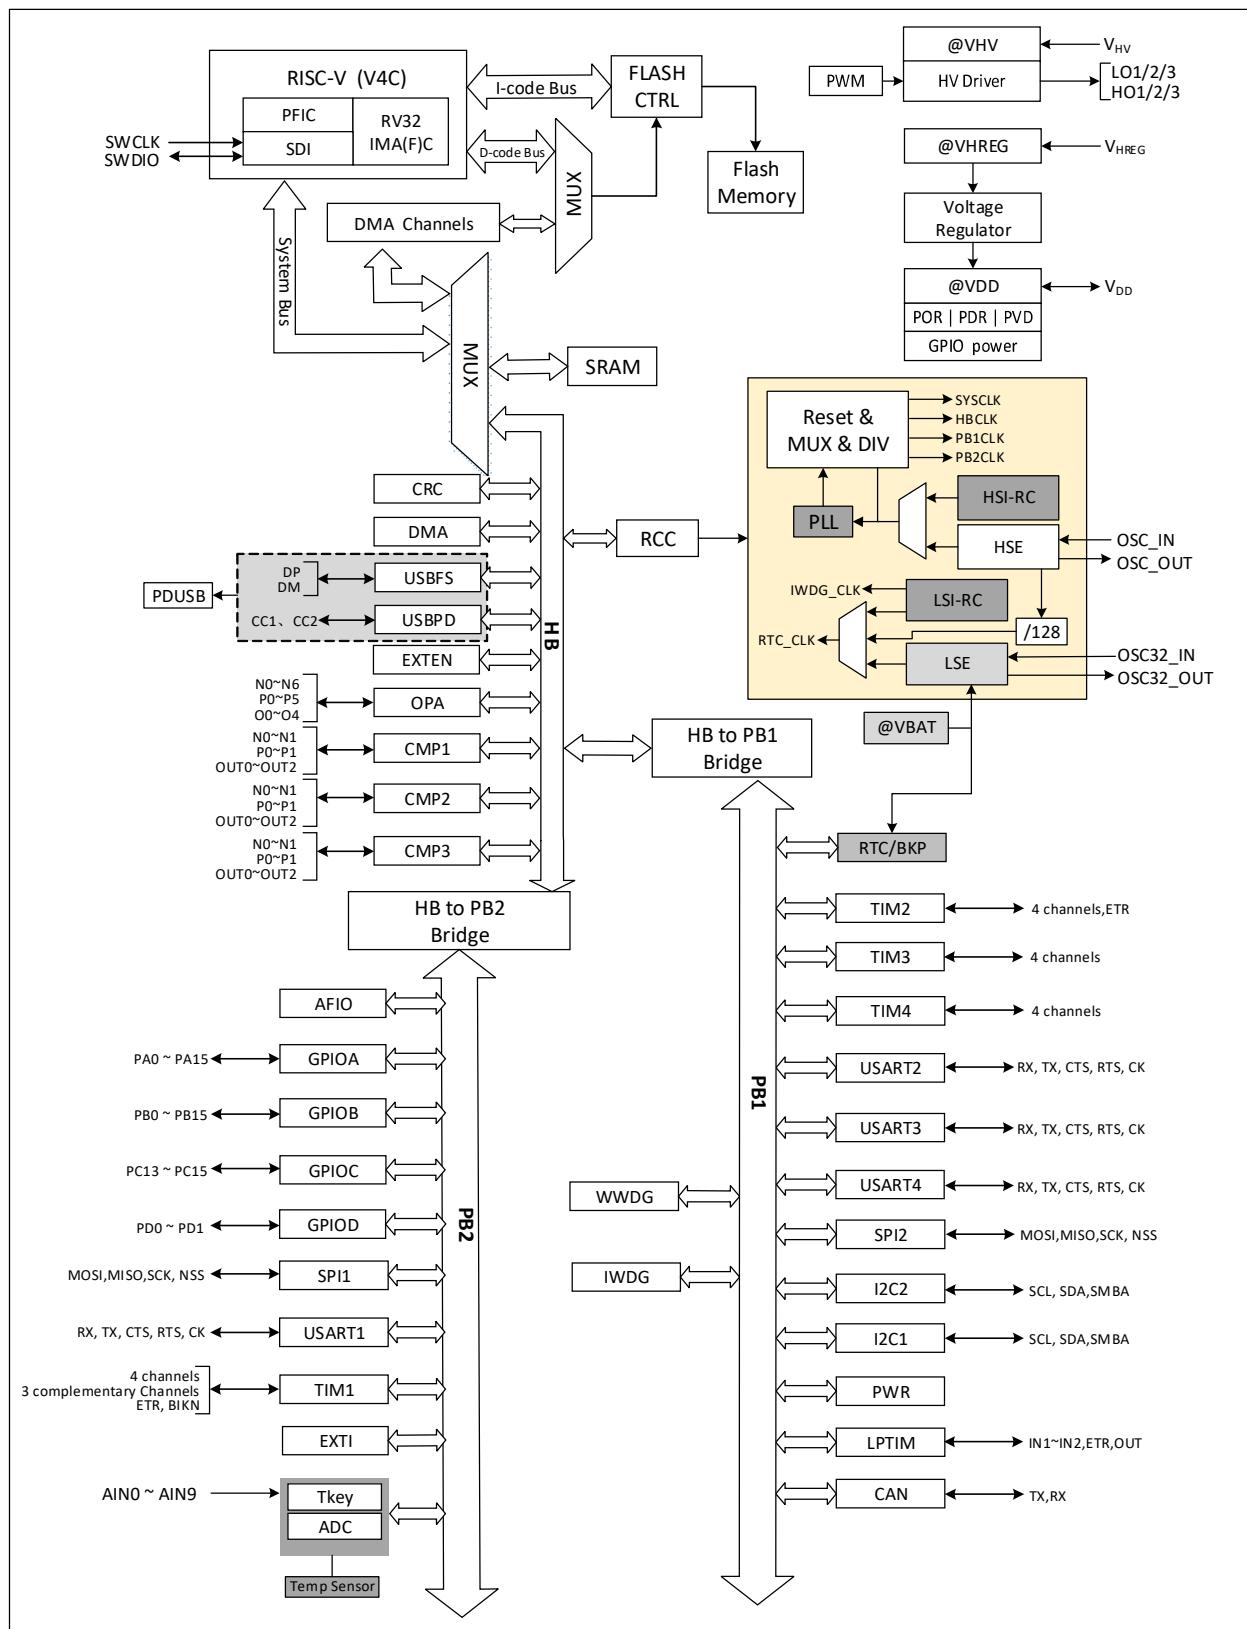 RISC-V (V4C)
PFIC
SDI
RV32
IMA(F)C
SWCLK
SWDIO
I-code Bus
D-code Bus
FLASH
CTRL
Flash
Memory
MUX
DMA Channels
System Bus
MUX
SRAM
@VHV
HV Driver
PWM
VHV
LO1/2/3
HO1/2/3
@VHREG
VHREG
Voltage
Regulator
@VDD
VDD
POR | PDR | PVD
GPIO power
Reset &
MUX & DIV
SYSCLK
HBCLK
PB1CLK
PB2CLK
PLL
HSI-RC
HSE
OSC_IN
OSC_OUT
IWDG_CLK
LSI-RC
RTC_CLK
/128
LSE
OSC32_IN
OSC32_OUT
@VBAT
RCC
CRC
DMA
PDUSB
DP
DM
USBFS
CC1、CC2
USBPD
HB
EXTEN
N0~N6
P0~P5
O0~O4
OPA
N0~N1
P0~P1
OUT0~OUT2
CMP1
N0~N1
P0~P1
OUT0~OUT2
CMP2
N0~N1
P0~P1
OUT0~OUT2
CMP3
HB to PB1
Bridge
HB to PB2
Bridge
AFIO
PA0 ~ PA15
GPIOA
PB0 ~ PB15
GPIOB
PC13 ~ PC15
GPIOC
PD0 ~ PD1
GPIOD
PB2
MOSI,MISO,SCK, NSS
SPI1
RX, TX, CTS, RTS, CK
USART1
4 channels
3 complementary Channels
ETR, BIKN
TIM1
EXTI
AIN0 ~ AIN9
Tkey
ADC
Temp Sensor
RTC/BKP
TIM2
4 channels,ETR
TIM3
4 channels
TIM4
4 channels
PB1
USART2
RX, TX, CTS, RTS, CK
USART3
RX, TX, CTS, RTS, CK
USART4
RX, TX, CTS, RTS, CK
WWDG
SPI2
MOSI,MISO,SCK, NSS
IWDG
I2C2
SCL, SDA,SMBA
I2C1
SCL, SDA,SMBA
PWR
LPTIM
IN1~IN2,ETR,OUT
CAN
TX,RX